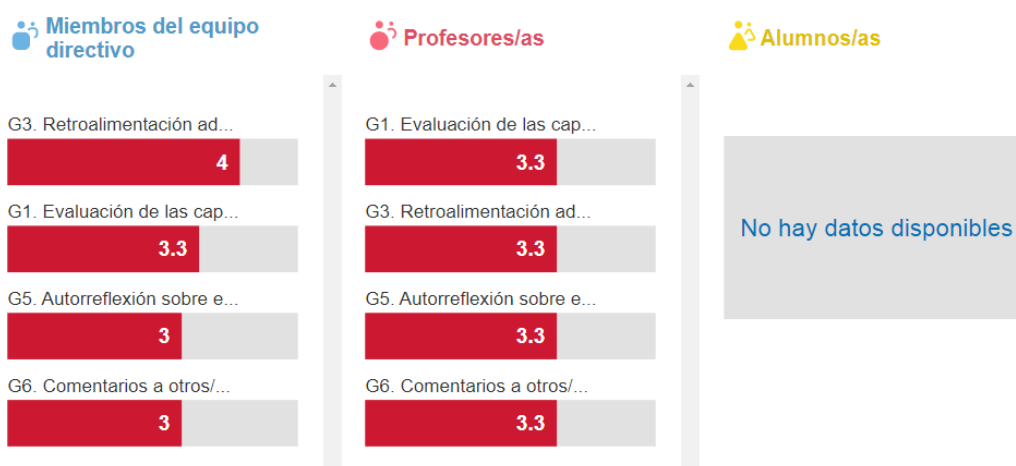 Miembros del equipo
directivo
G3. Retroalimentación ad...
4
G1. Evaluación de las cap...
3.3
G5. Autorreflexión sobre e...
3
G6. Comentarios a otros/...
3
Profesores/as
G1. Evaluación de las cap...
3.3
G3. Retroalimentación ad...
3.3
G5. Autorreflexión sobre e...
3.3
G6. Comentarios a otros/...
3.3
Alumnos/as
No hay datos disponibles